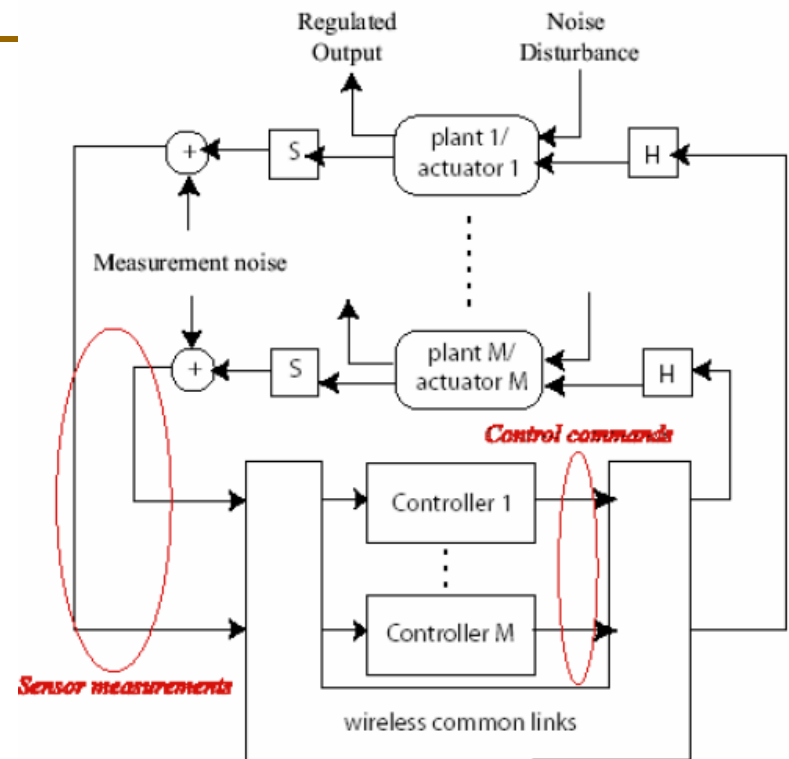 Regulated
Output
Noise
Disturbance
+
S
plant 1/
actuator 1
H
Measurement noise
+
S
plant M/
actuator M
H
Control commands
Controller 1
Controller M
Sensor measurements
wireless common links